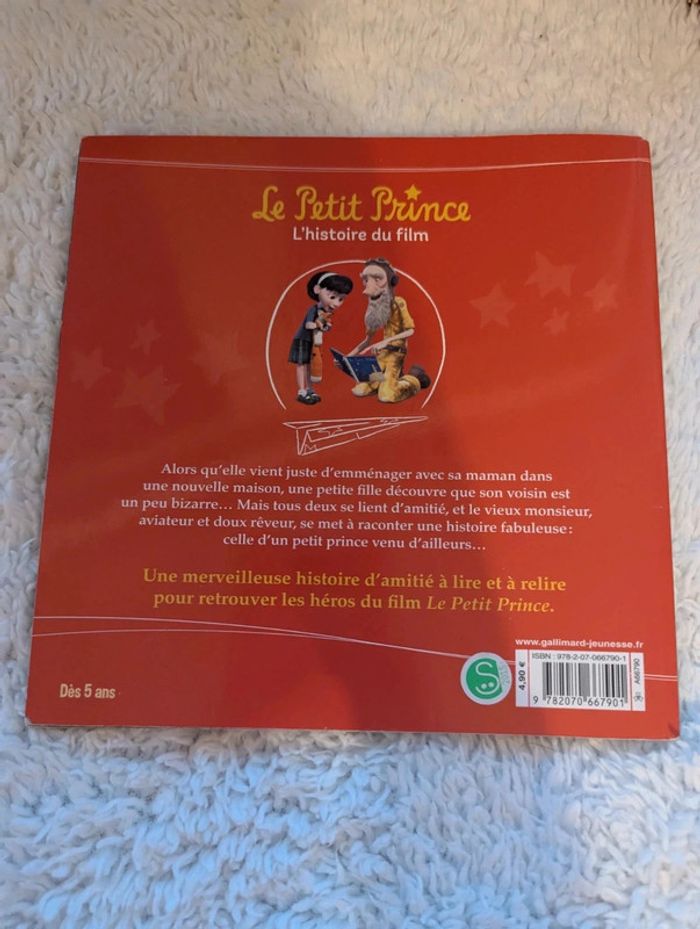 Le Petit Prince
L'histoire du film
Alors qu'elle vient juste d'emménager avec sa maman dans
une nouvelle maison, une petite fille découvre que son voisin est
un peu bizarre… Mais tous deux se lient d'amitié, et le vieux monsieur,
aviateur et doux rêveur, se met à raconter une histoire fabuleuse :
celle d'un petit prince venu d'ailleurs…
Une merveilleuse histoire d'amitié à lire et à relire
pour retrouver les héros du film Le Petit Prince.
www.gallimard-jeunesse.fr
ISBN : 978-2-07-066790-1
4,90 €
A66790
9 782070 667901
Dès 5 ans